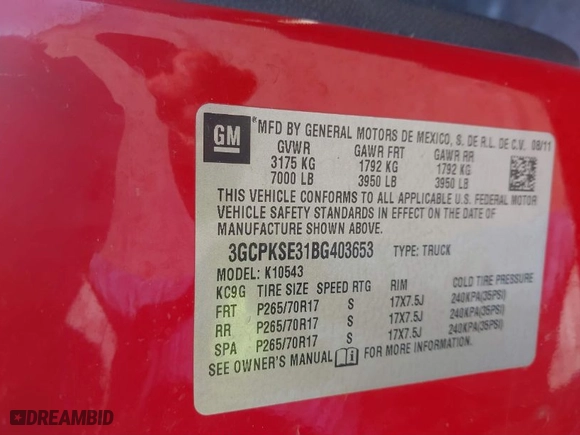 GM
*MFD BY GENERAL MOTORS DE MEXICO, S. DE R.L. DE C.V. 08/11
GVWR GAWR FRT GAWR RR
3175 KG 1792 KG 1792 KG
7000 LB 3950 LB 3950 LB
THIS VEHICLE CONFORMS TO ALL APPLICABLE U.S. FEDERAL MOTOR
VEHICLE SAFETY STANDARDS IN EFFECT ON THE DATE OF
MANUFACTURE SHOWN ABOVE.
3GCPKSE31BG403653 TYPE: TRUCK
MODEL: K10543
KC9G TIRE SIZE SPEED RTG RIM COLD TIRE PRESSURE
FRT P265/70R17 S 17X7.5J 240KPA(35PSI)
RR P265/70R17 S 17X7.5J 240KPA(35PSI)
SPA P265/70R17 S 17X7.5J 240KPA(35PSI)
SEE OWNER'S MANUAL FOR MORE INFORMATION.
DREAMBID